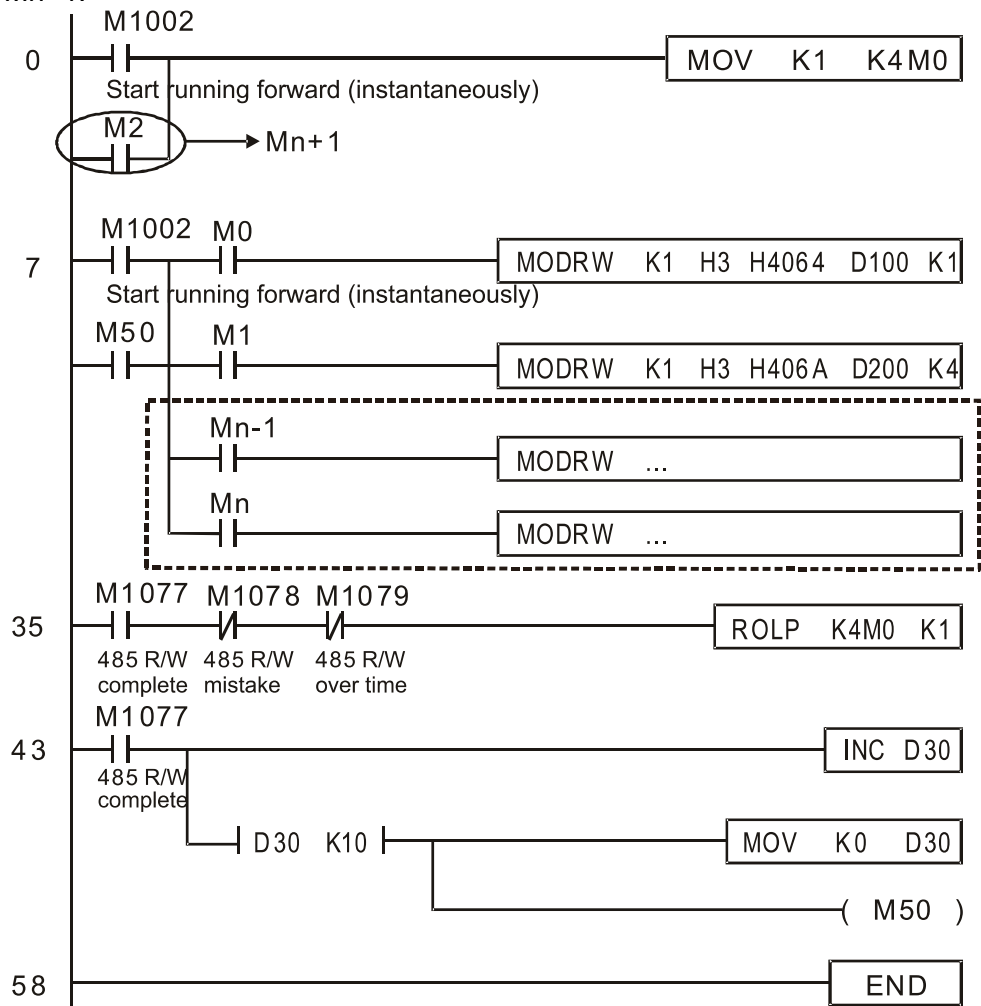 M1002
0
MOV K1 K4M0
Start running forward (instantaneously)
M2
Mn+1
M1002 M0
7
MODRW K1 H3 H4064 D100 K1
Start running forward (instantaneously)
M50 M1
MODRW K1 H3 H406A D200 K4
Mn-1
MODRW ...
Mn
MODRW ...
M1077 M1078 M1079
35
ROLP K4M0 K1
485 R/W 485 R/W 485 R/W
complete mistake over time
M1077
43
INC D30
485 R/W
complete
D30 K10
MOV K0 D30
( M50 )
58
END